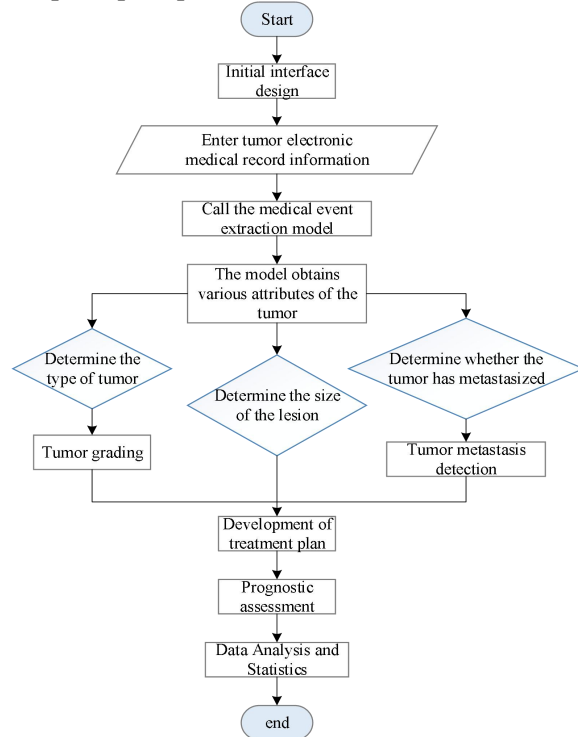 Start
Initial interface
design
Enter tumor electronic
medical record information
Call the medical event
extraction model
The model obtains
various attributes of the
tumor
Determine the
type of tumor
Determine the size
of the lesion
Determine whether the
tumor has metastasized
Tumor grading
Tumor metastasis
detection
Development of
treatment plan
Prognostic
assessment
Data Analysis and
Statistics
end